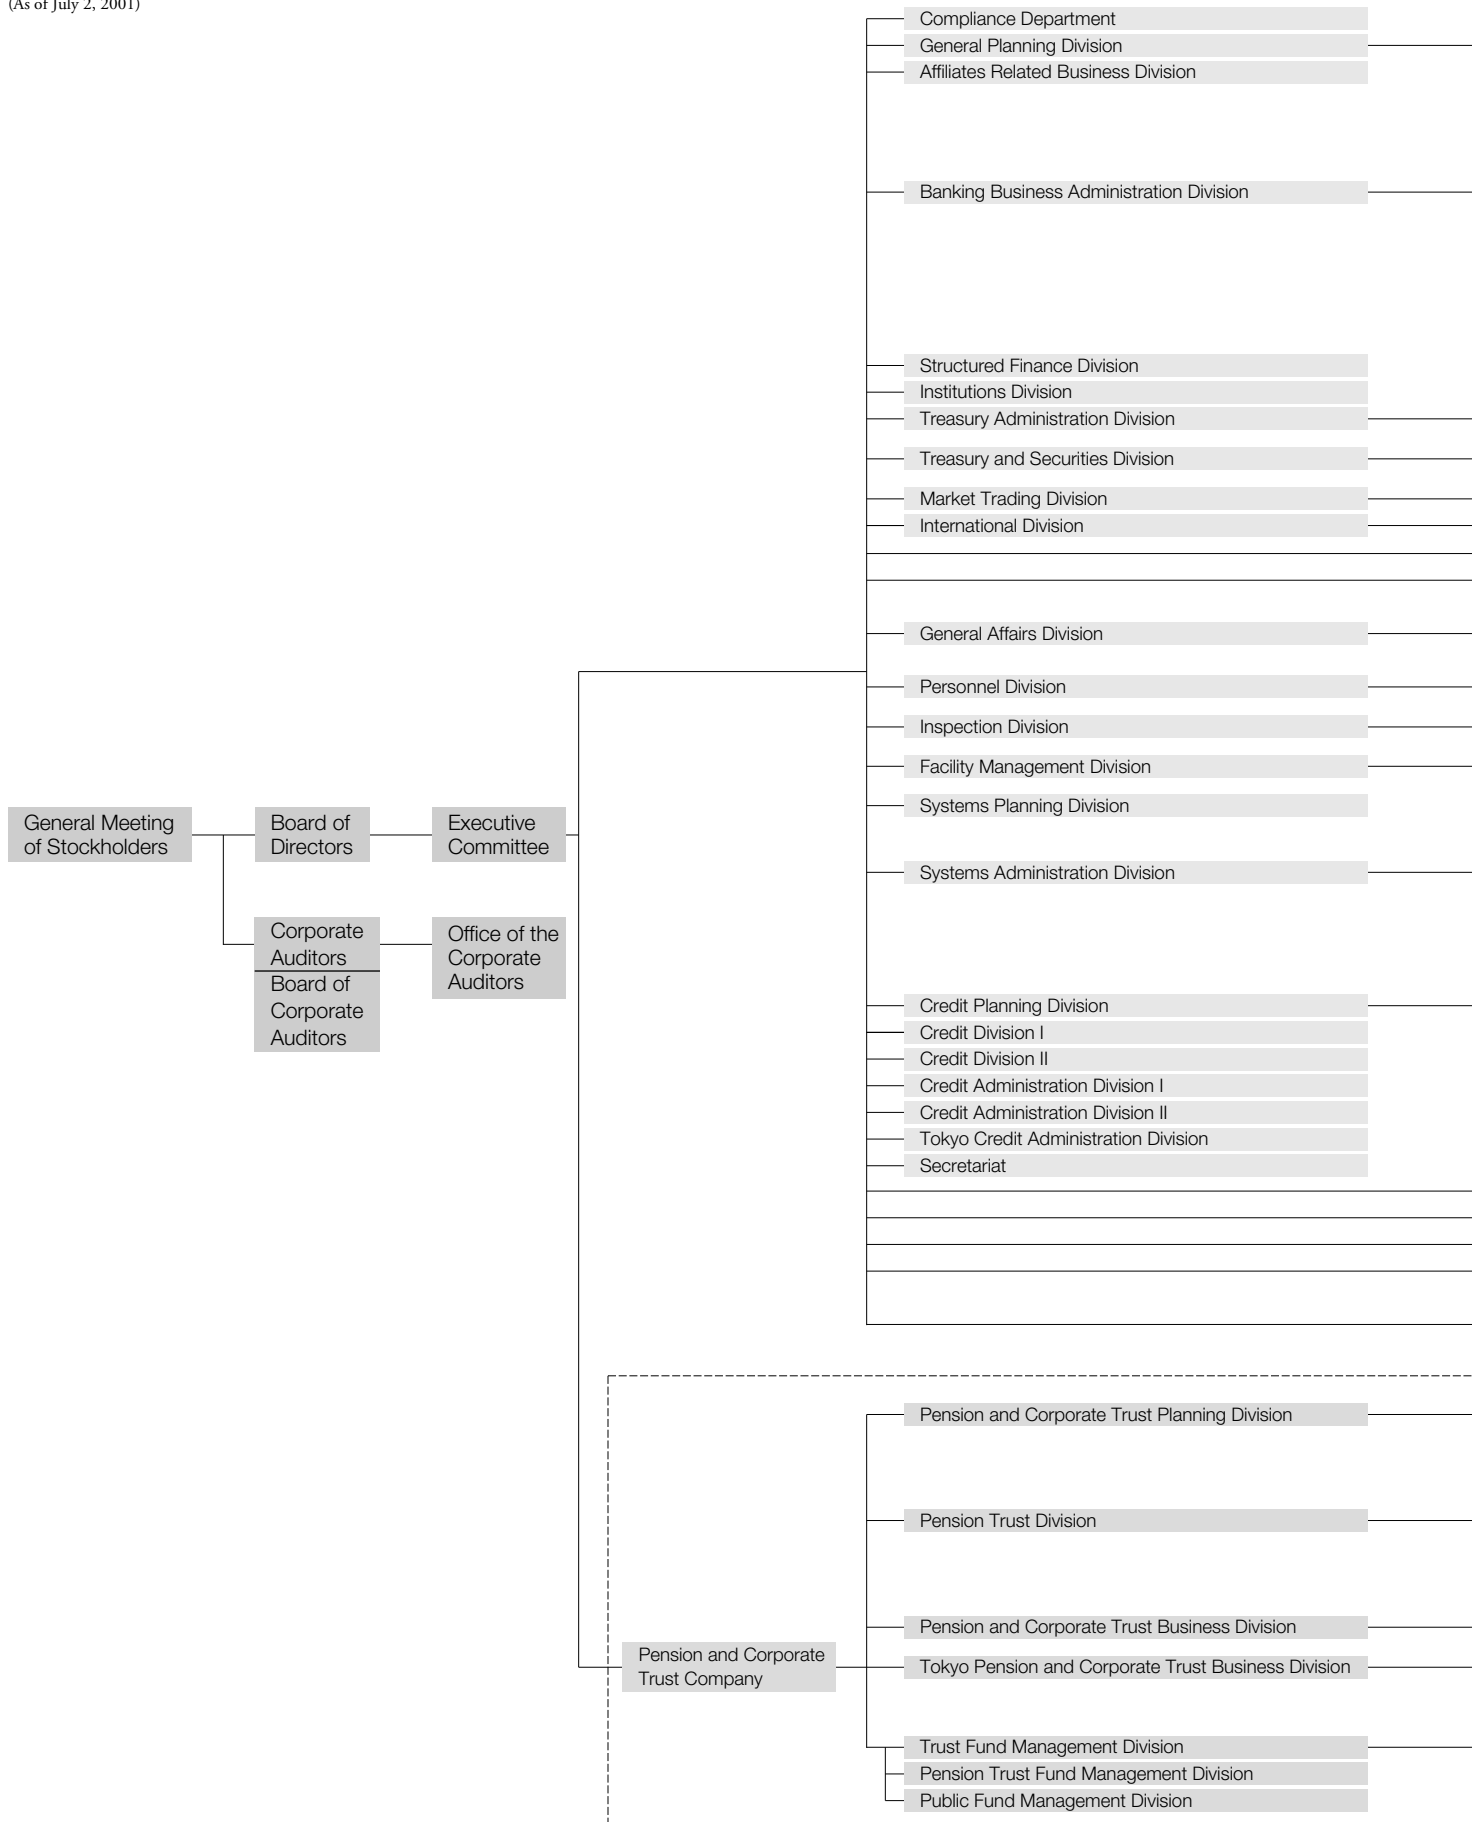 (As of July 2, 2001)
Compliance Department
General Planning Division
Affiliates Related Business Division
Banking Business Administration Division
Structured Finance Division
Institutions Division
Treasury Administration Division
Treasury and Securities Division
Market Trading Division
International Division
General Affairs Division
Personnel Division
Inspection Division
Facility Management Division
Systems Planning Division
General Meeting
of Stockholders
Board of
Directors
Executive
Committee
Systems Administration Division
Corporate
Auditors
Board of
Corporate
Auditors
Office of the
Corporate
Auditors
Credit Planning Division
Credit Division I
Credit Division II
Credit Administration Division I
Credit Administration Division II
Tokyo Credit Administration Division
Secretariat
Pension and Corporate Trust Planning Division
Pension Trust Division
Pension and Corporate Trust Business Division
Pension and Corporate
Trust Company
Tokyo Pension and Corporate Trust Business Division
Trust Fund Management Division
Pension Trust Fund Management Division
Public Fund Management Division